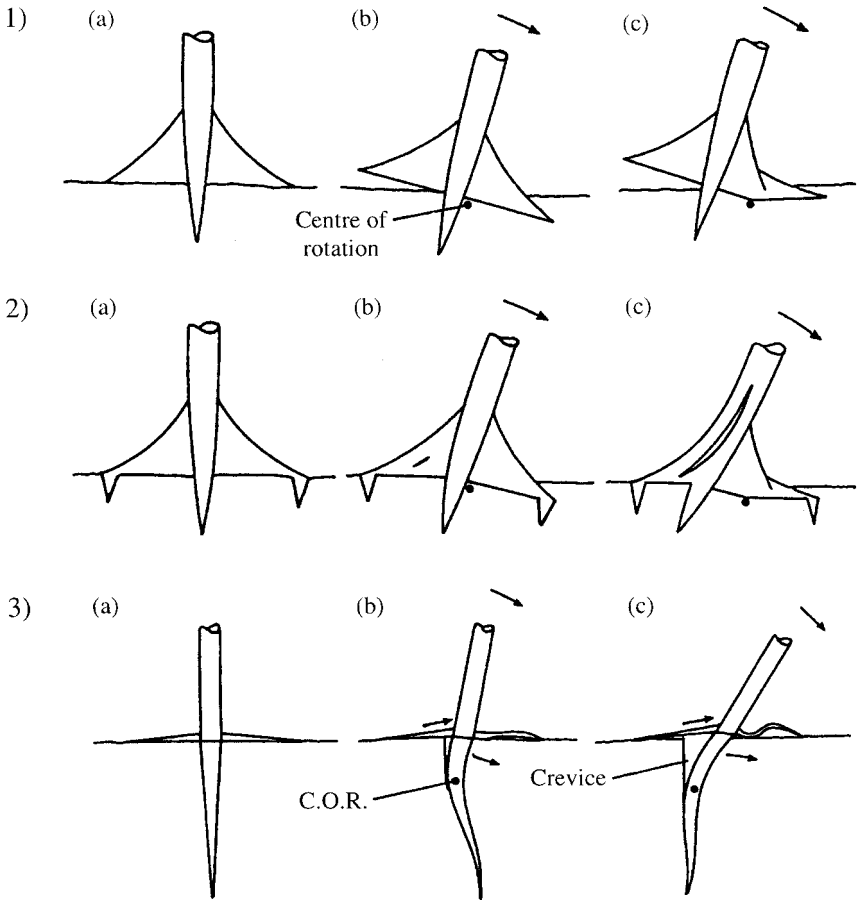 1) (a) (b) (c)
Centre of
rotation
2) (a) (b) (c)
3) (a) (b) (c)
C.O.R.
Crevice